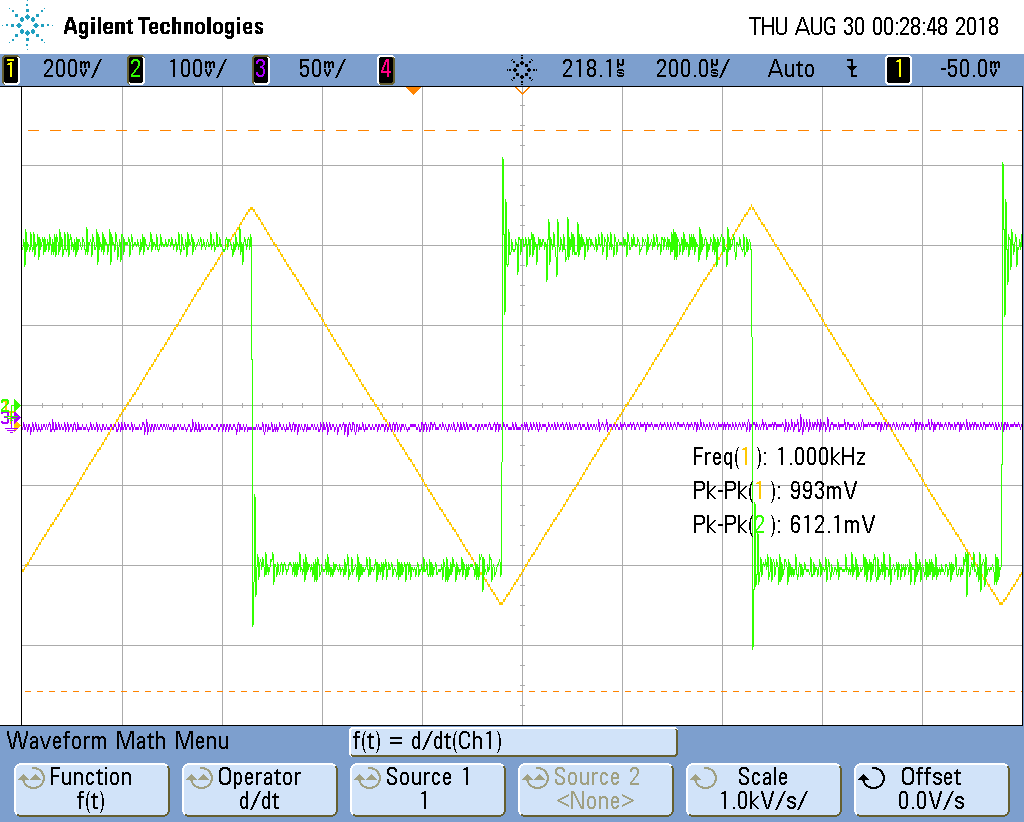 Agilent Technologies THU AUG 30 00:28:48 2018
1 200mV/ 2 100mV/ 3 50mV/ 4 218.1µs 200.0µs/ Auto 1 -50.0mV
2
3
Freq(1): 1.000kHz
Pk-Pk(1): 993mV
Pk-Pk(2): 612.1mV
Waveform Math Menu f(t) = d/dt(Ch1)
Function Operator Source 1 Source 2 Scale Offset
f(t) d/dt 1 <None> 1.0kV/s/ 0.0V/s